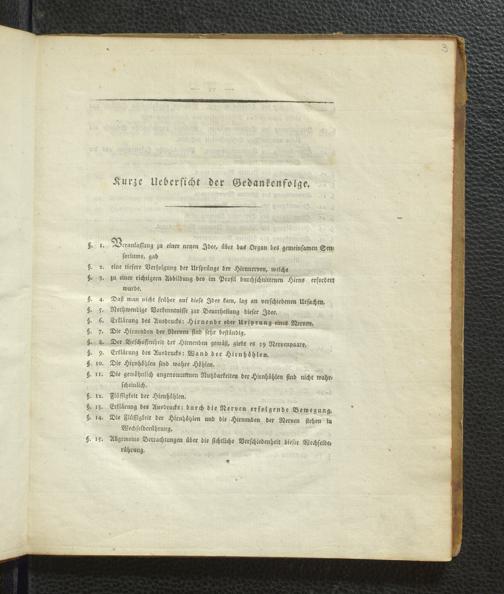 3
Kurze Uebersicht der Gedankenfolge.
§. 1. Veranlassung zu einer neuen Idee, über das Organ des gemeinsamen Sen-
soriums, gab
§. 2. eine tiefere Verfolgung der Ursprünge der Hirnnerven, welche
§. 3. zu einer richtigern Abbildung des im Profil durchschnittenen Hirns erfordert
wurde.
§. 4. Daß man nicht früher auf diese Idee kam, lag an verschiedenen Ursachen.
§. 5. Nothwendige Vorkenntnisse zur Beurtheilung dieser Idee.
§. 6. Erklärung des Ausdrucks: Hirnende oder Ursprung eines Nerven.
§. 7. Die Hirnenden der Nerven sind sehr beständig.
§. 8. Der Beschaffenheit der Hirnenden gemäß, giebt es 19 Nervenpaare.
§. 9. Erklärung des Ausdrucks: Wand der Hirnhöhlen.
§. 10. Die Hirnhöhlen sind wahre Höhlen.
§. 11. Die gewöhnlich angenommenen Nutzbarkeiten der Hirnhöhlen sind nicht wahr-
scheinlich.
§. 12. Flüssigkeit der Hirnhöhlen.
§. 13. Erklärung des Ausdrucks: durch die Nerven erfolgende Bewegung.
§. 14. Die Flüssigkeit der Hirnhöhlen und die Hirnenden der Nerven stehen in
Wechselberührung.
§. 15. Allgemeine Betrachtungen über die sichtliche Verschiedenheit dieser Wechselbe-
rührung.
*